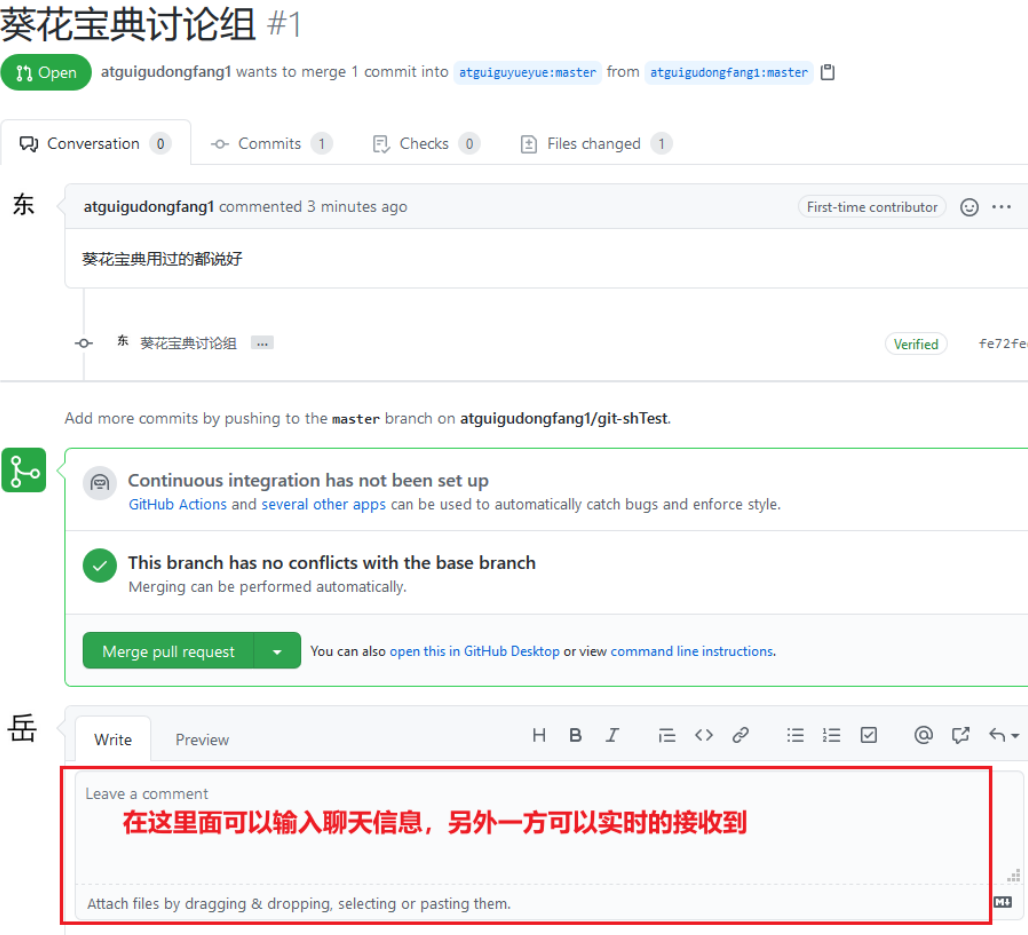 葵花宝典讨论组 #1
Open atguigudongfang1 wants to merge 1 commit into atguiguyueyue:master from atguigudongfang1:master
Conversation 0 Commits 1 Checks 0 Files changed 1
东 atguigudongfang1 commented 3 minutes ago First-time contributor
葵花宝典用过的都说好
东 葵花宝典讨论组 ... Verified fe72fe
Add more commits by pushing to the master branch on atguigudongfang1/git-shTest.
Continuous integration has not been set up
GitHub Actions and several other apps can be used to automatically catch bugs and enforce style.
This branch has no conflicts with the base branch
Merging can be performed automatically.
Merge pull request You can also open this in GitHub Desktop or view command line instructions.
岳 Write Preview H B I
Leave a comment
在这里面可以输入聊天信息，另外一方可以实时的接收到
Attach files by dragging & dropping, selecting or pasting them.